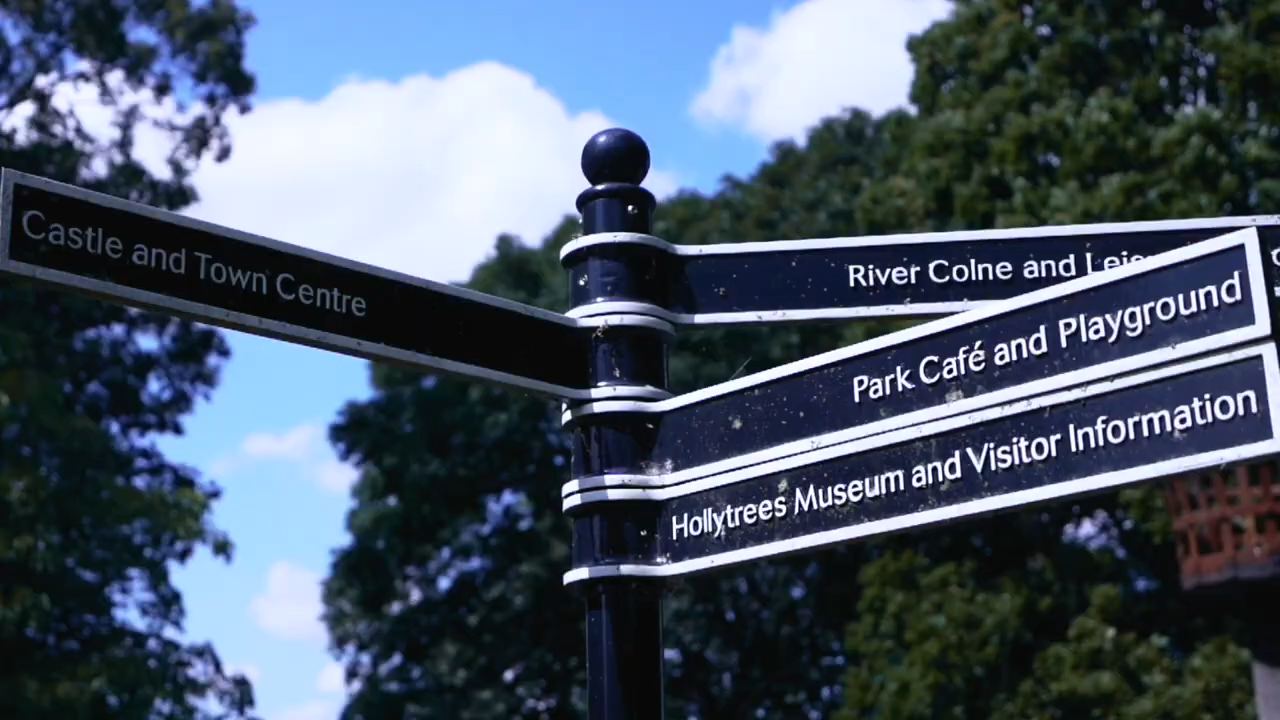 Castle and Town Centre
River Colne and
Park Café and Playground
Hollytrees Museum and Visitor Information